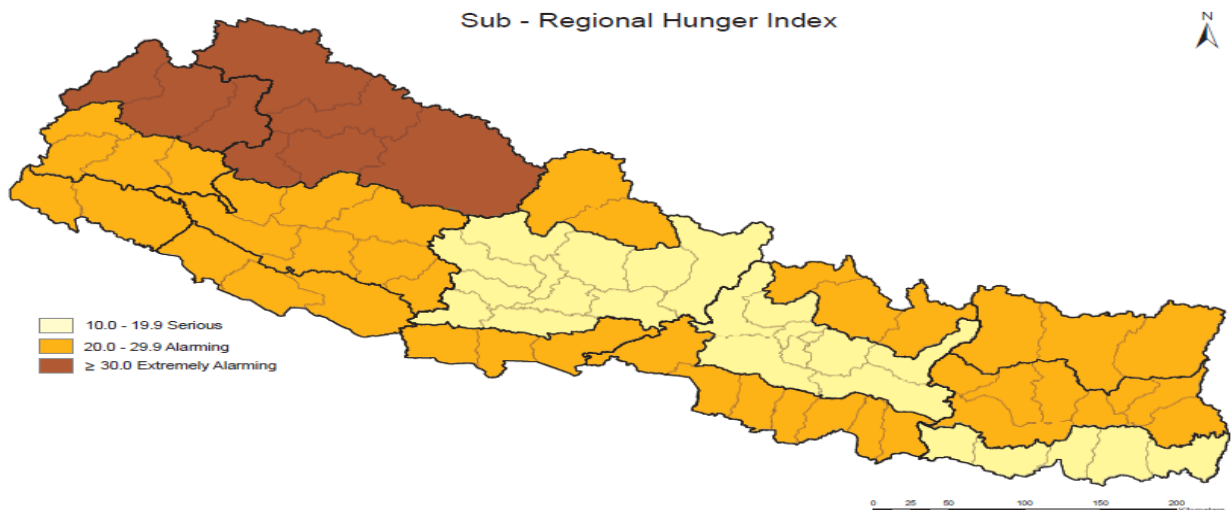 Sub - Regional Hunger Index
N
10.0 - 19.9 Serious
20.0 - 29.9 Alarming
≥ 30.0 Extremely Alarming
0 25 50 100 150 200
Kilometers